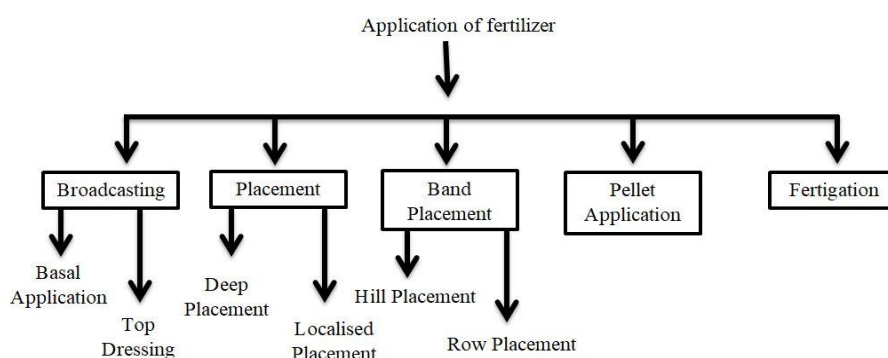 Application of fertilizer
Broadcasting
Placement
Band
Placement
Pellet
Application
Fertigation
Basal
Application
Top
Dressing
Deep
Placement
Localised
Placement
Hill Placement
Row Placement